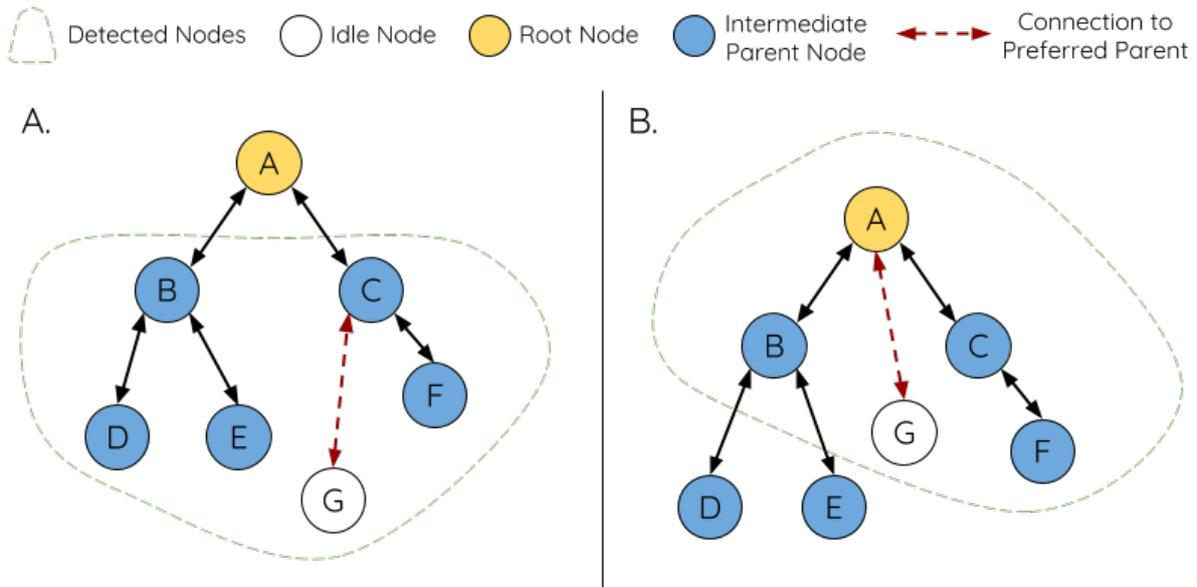 Detected Nodes
Idle Node
Root Node
Intermediate
Parent Node
Connection to
Preferred Parent
A.
A
B
C
D
E
F
G
B.
A
B
C
G
F
D
E